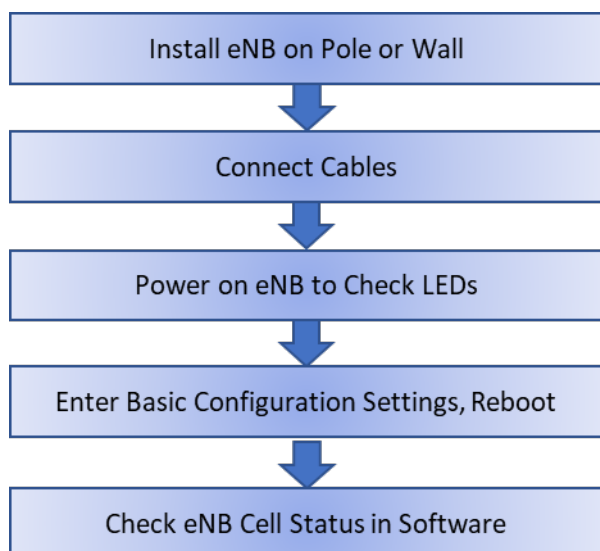 Install eNB on Pole or Wall
Connect Cables
Power on eNB to Check LEDs
Enter Basic Configuration Settings, Reboot
Check eNB Cell Status in Software